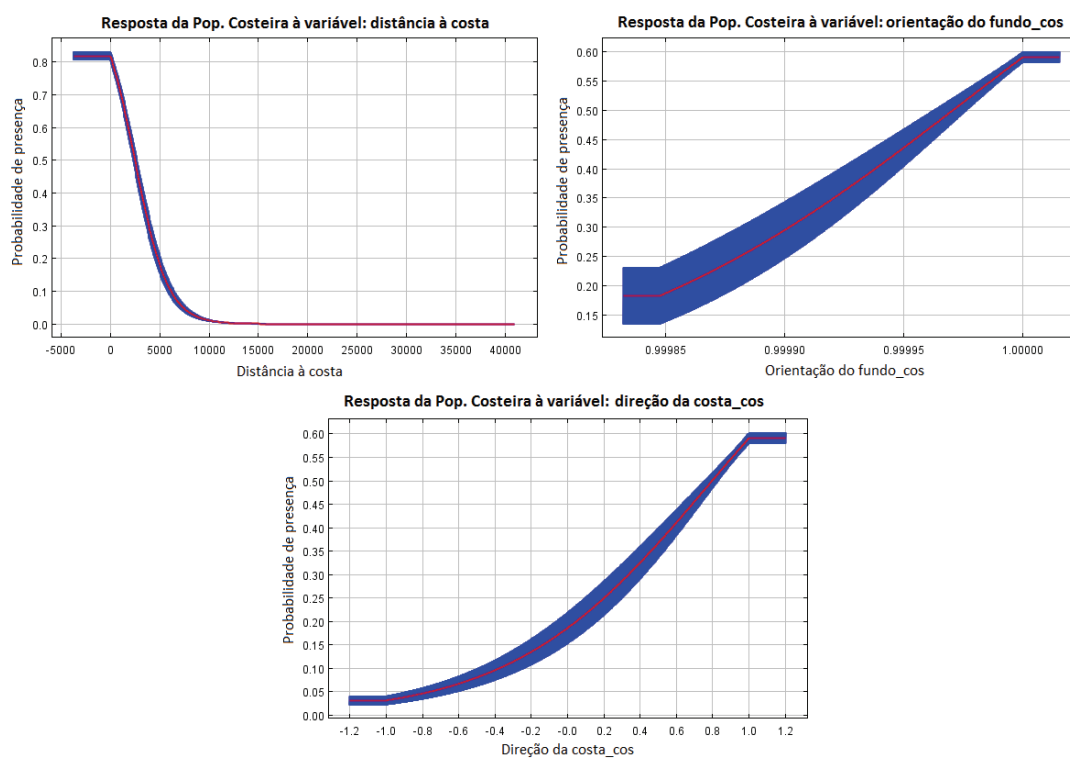 Resposta da Pop. Costeira à variável: distância à costa
Probabilidade de presença
0.8
0.7
0.6
0.5
0.4
0.3
0.2
0.1
0.0
-5000 0 5000 10000 15000 20000 25000 30000 35000 40000
Distância à costa
Resposta da Pop. Costeira à variável: orientação do fundo_cos
Probabilidade de presença
0.60
0.55
0.50
0.45
0.40
0.35
0.30
0.25
0.20
0.15
0.99985 0.99990 0.99995 1.00000
Orientação do fundo_cos
Resposta da Pop. Costeira à variável: direção da costa_cos
Probabilidade de presença
0.60
0.55
0.50
0.45
0.40
0.35
0.30
0.25
0.20
0.15
0.10
0.05
0.00
-1.2 -1.0 -0.8 -0.6 -0.4 -0.2 -0.0 0.2 0.4 0.6 0.8 1.0 1.2
Direção da costa_cos